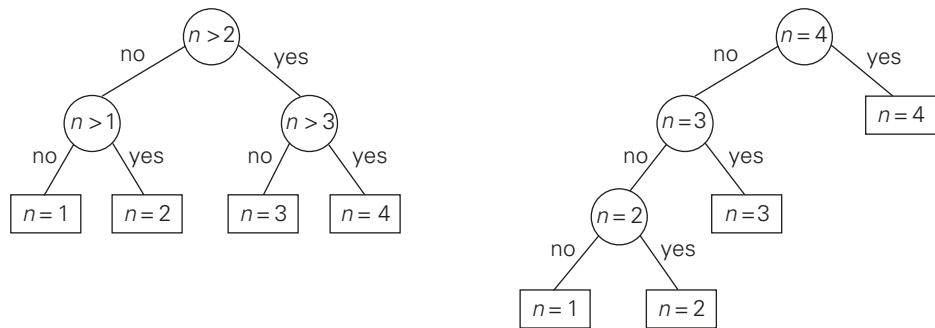 n > 2
no
yes
n > 1
n > 3
no
yes
no
yes
n = 1
n = 2
n = 3
n = 4
n = 4
no
yes
n = 3
n = 4
no
yes
n = 2
n = 3
no
yes
n = 1
n = 2